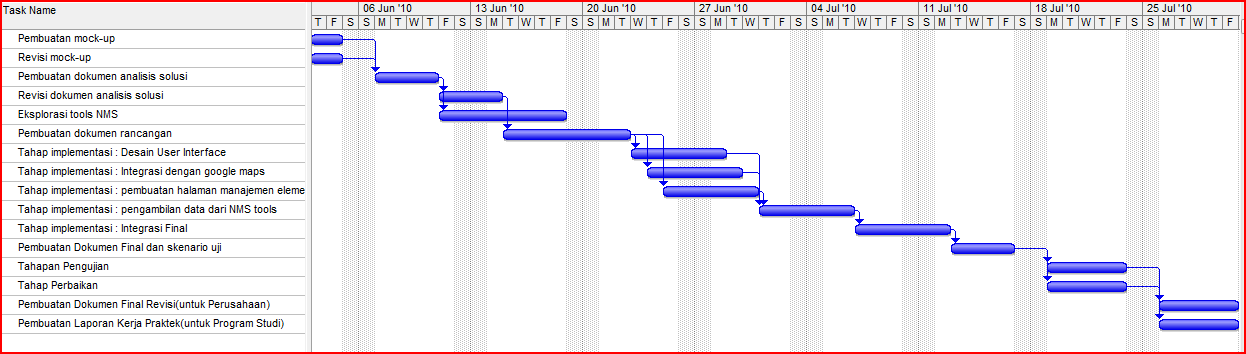 Task Name
06 Jun '10 13 Jun '10 20 Jun '10 27 Jun '10 04 Jul '10 11 Jul '10 18 Jul '10 25 Jul '10
T F S S M T W T F S S M T W T F S S M T W T F S S M T W T F S S M T W T F S S M T W T F S S M T W T F S S M T W T F
Pembuatan mock-up
Revisi mock-up
Pembuatan dokumen analisis solusi
Revisi dokumen analisis solusi
Eksplorasi tools NMS
Pembuatan dokumen rancangan
Tahap implementasi : Desain User Interface
Tahap implementasi : Integrasi dengan google maps
Tahap implementasi : pembuatan halaman manajemen eleme
Tahap implementasi : pengambilan data dari NMS tools
Tahap implementasi : Integrasi Final
Pembuatan Dokumen Final dan skenario uji
Tahapan Pengujian
Tahap Perbaikan
Pembuatan Dokumen Final Revisi(untuk Perusahaan)
Pembuatan Laporan Kerja Praktek(untuk Program Studi)